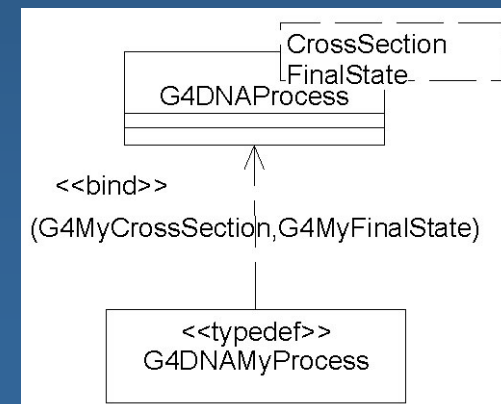 CrossSection
FinalState
G4DNAProcess
<<bind>>
(G4MyCrossSection,G4MyFinalState)
<<typedef>>
G4DNAMyProcess